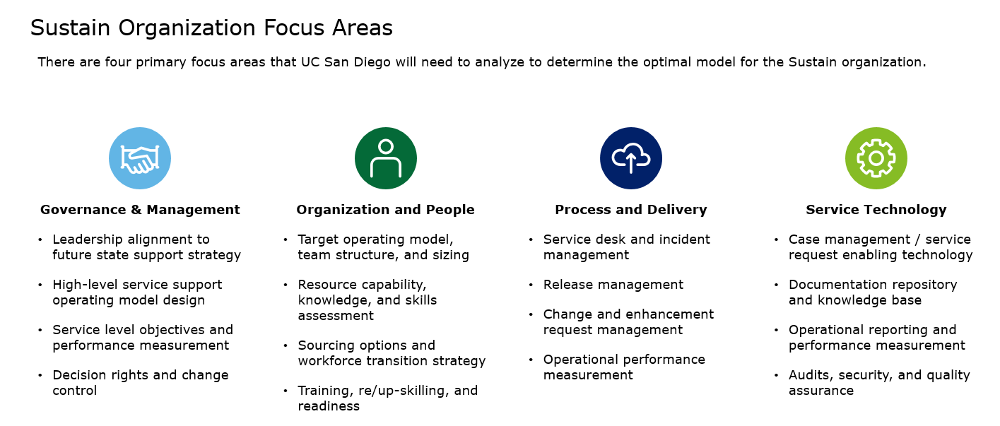 Sustain Organization Focus Areas
There are four primary focus areas that UC San Diego will need to analyze to determine the optimal model for the Sustain organization.
Governance & Management
• Leadership alignment to
future state support strategy
• High-level service support
operating model design
• Service level objectives and
performance measurement
• Decision rights and change
control
Organization and People
• Target operating model,
team structure, and sizing
• Resource capability,
knowledge, and skills
assessment
• Sourcing options and
workforce transition strategy
• Training, re/up-skilling, and
readiness
Process and Delivery
• Service desk and incident
management
• Release management
• Change and enhancement
request management
• Operational performance
measurement
Service Technology
• Case management / service
request enabling technology
• Documentation repository
and knowledge base
• Operational reporting and
performance measurement
• Audits, security, and quality
assurance